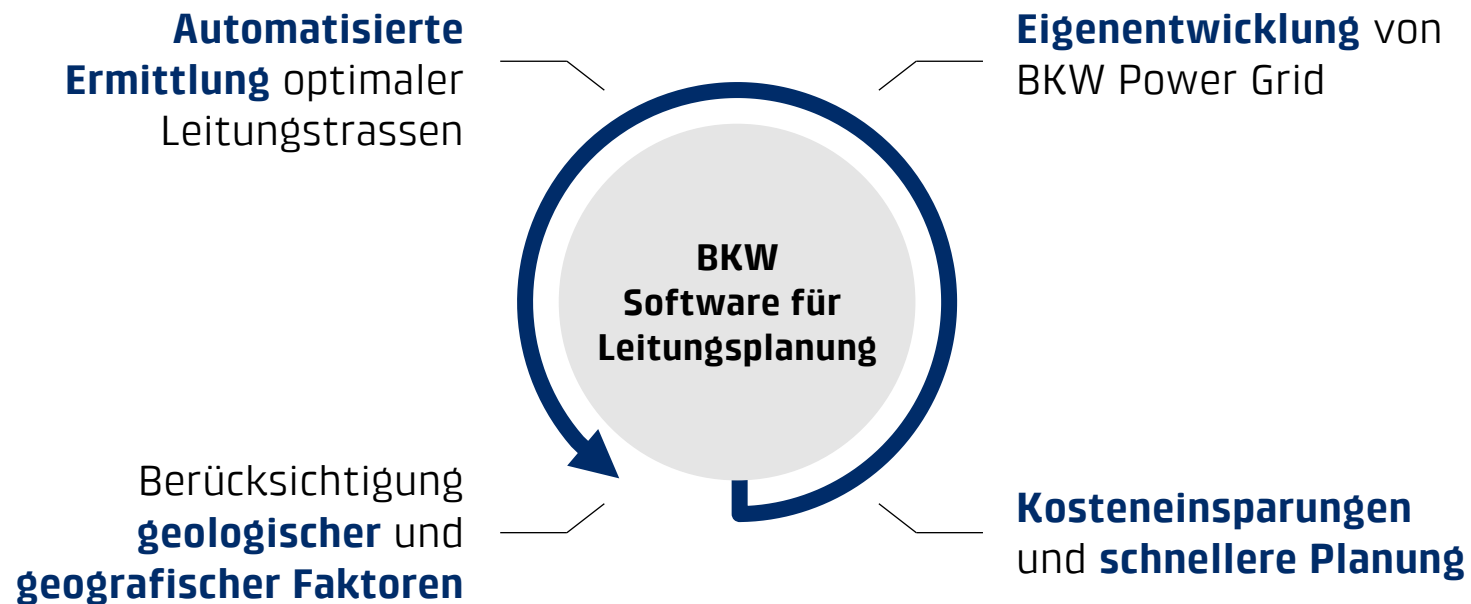 Automatisierte
Ermittlung optimaler
Leitungstrassen
Eigenentwicklung von
BKW Power Grid
BKW
Software für
Leitungsplanung
Berücksichtigung
geologischer und
geografischer Faktoren
Kosteneinsparungen
und schnellere Planung